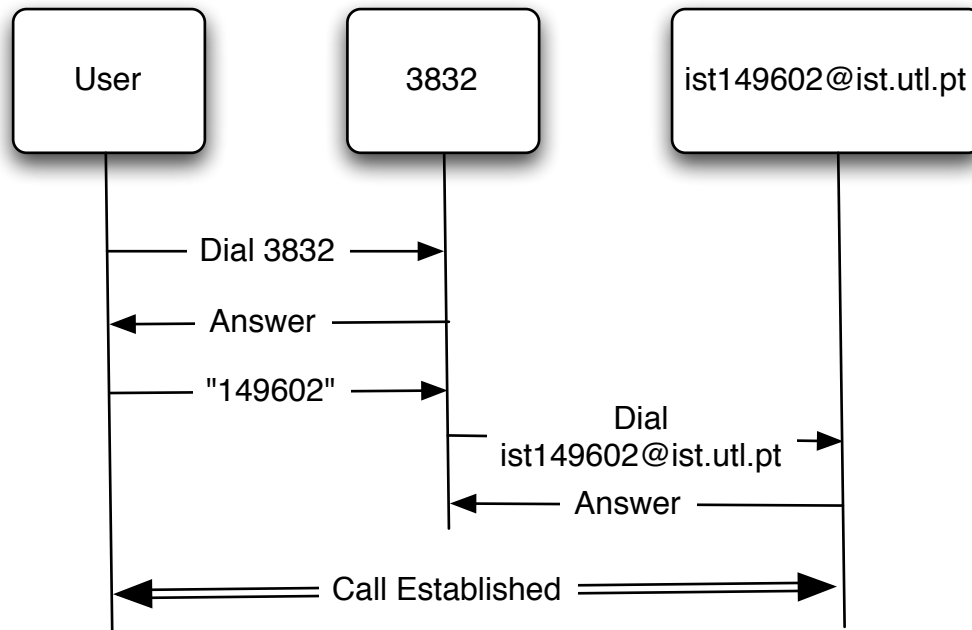 User
3832
ist149602@ist.utl.pt
Dial 3832
Answer
"149602"
Dial
ist149602@ist.utl.pt
Answer
Call Established